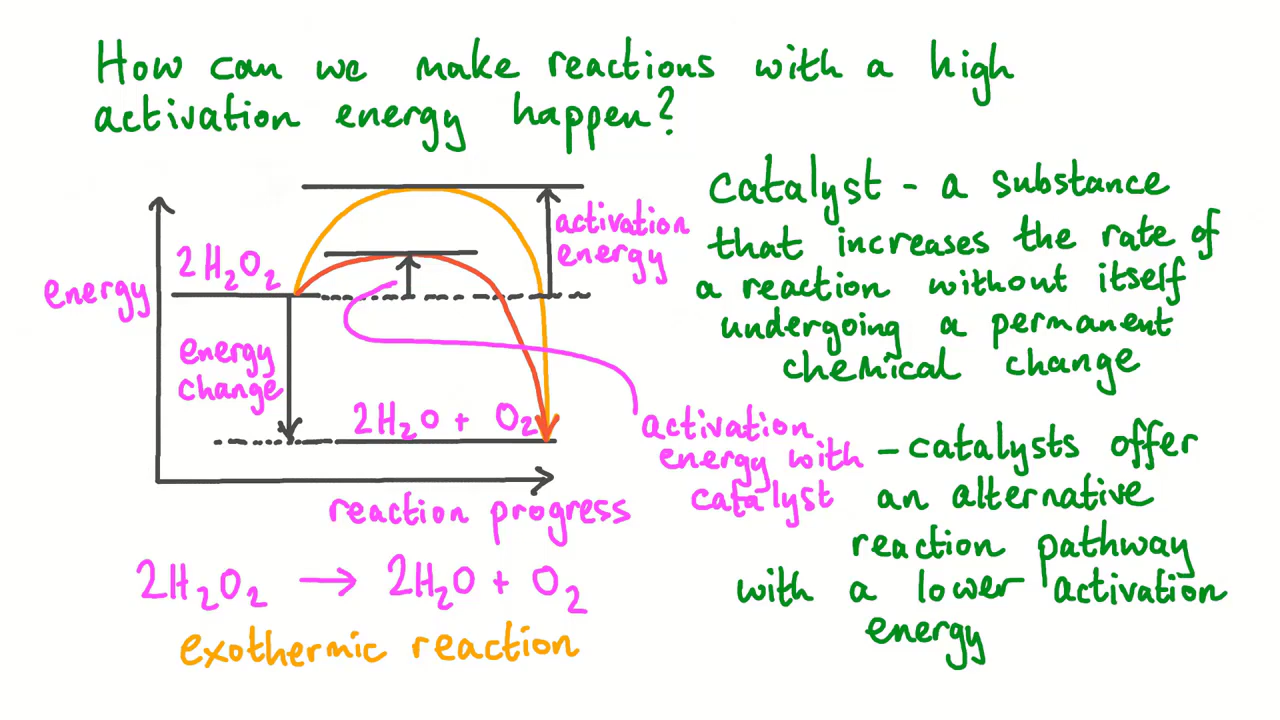 How can we make reactions with a high
activation energy happen?
catalyst - a substance
that increases the rate of
a reaction without itself
undergoing a permanent
chemical change
activation
energy
2H₂O₂
energy
energy
change
2H₂O + O₂
activation
energy with
catalyst
reaction progress
- catalysts offer
an alternative
reaction pathway
with a lower activation
energy
2H₂O₂ → 2H₂O + O₂
exothermic reaction